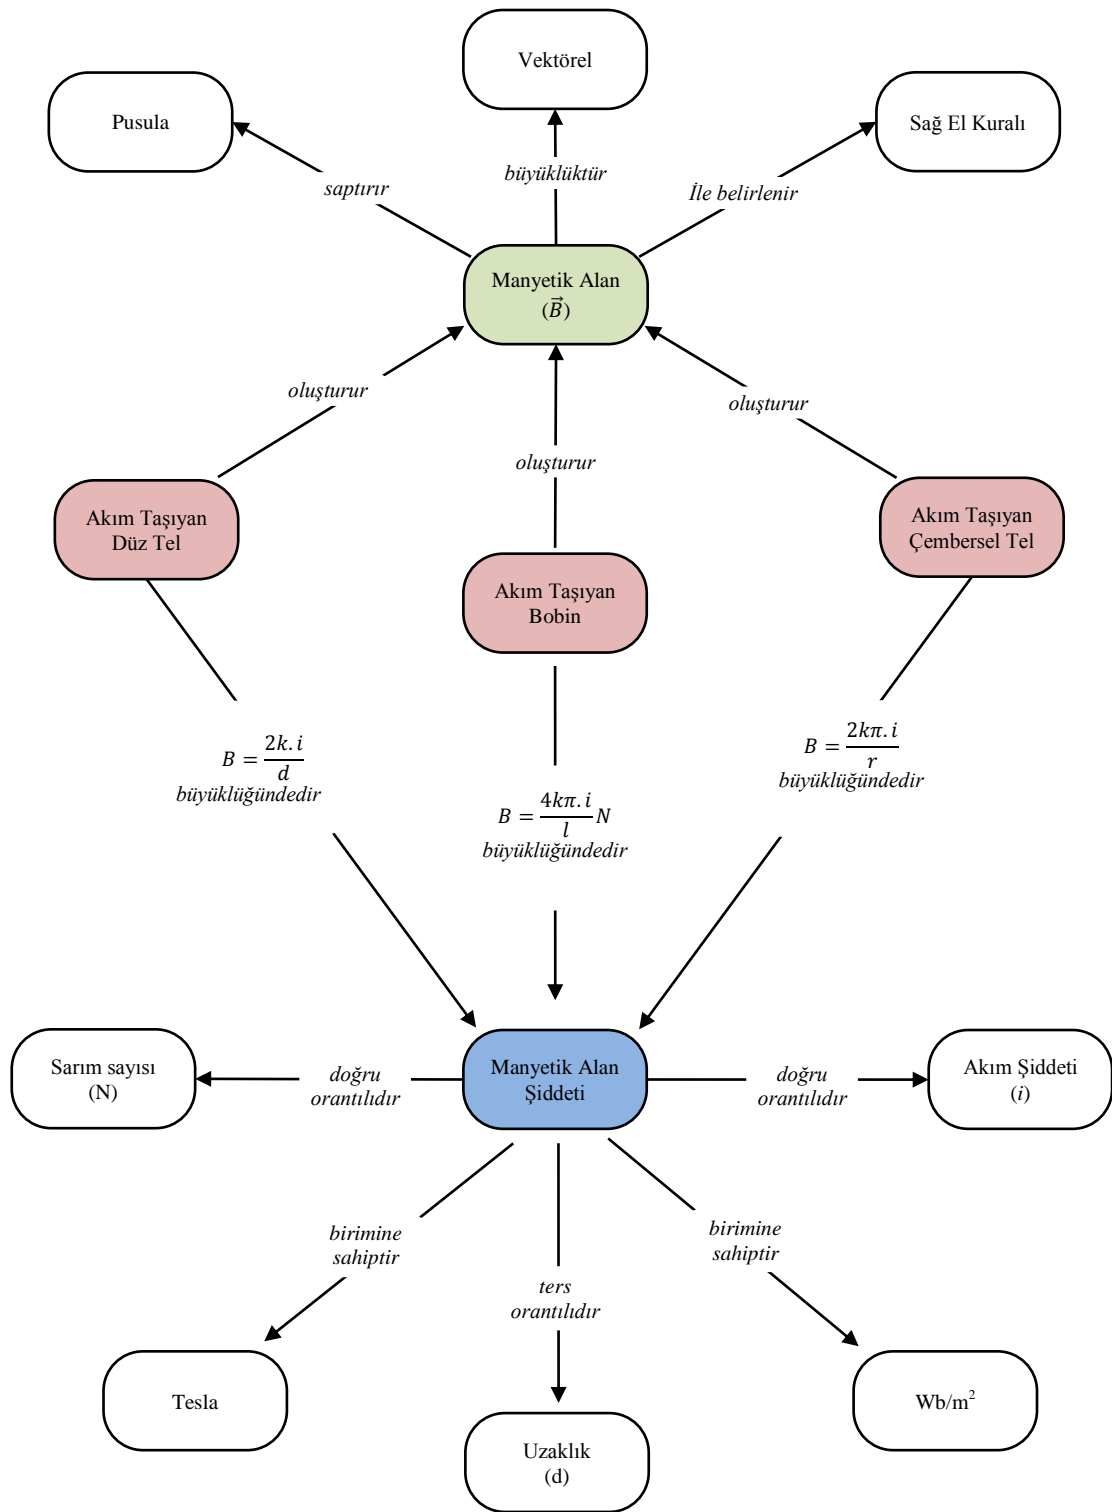 Vektörel
Pusula
Sağ El Kuralı
büyüklüktür
saptırır
İle belirlenir
Manyetik Alan
(B⃗)
oluşturur
oluşturur
oluşturur
Akım Taşıyan
Düz Tel
Akım Taşıyan
Çembersel Tel
Akım Taşıyan
Bobin
B = 2k.i/d
büyüklüğündedir
B = 4kπ.i/l N
büyüklüğündedir
B = 2kπ.i/r
büyüklüğündedir
Sarım sayısı
(N)
doğru
orantılıdır
Manyetik Alan
Şiddeti
doğru
orantılıdır
Akım Şiddeti
(i)
birimine
sahiptir
ters
orantılıdır
birimine
sahiptir
Tesla
Uzaklık
(d)
Wb/m²